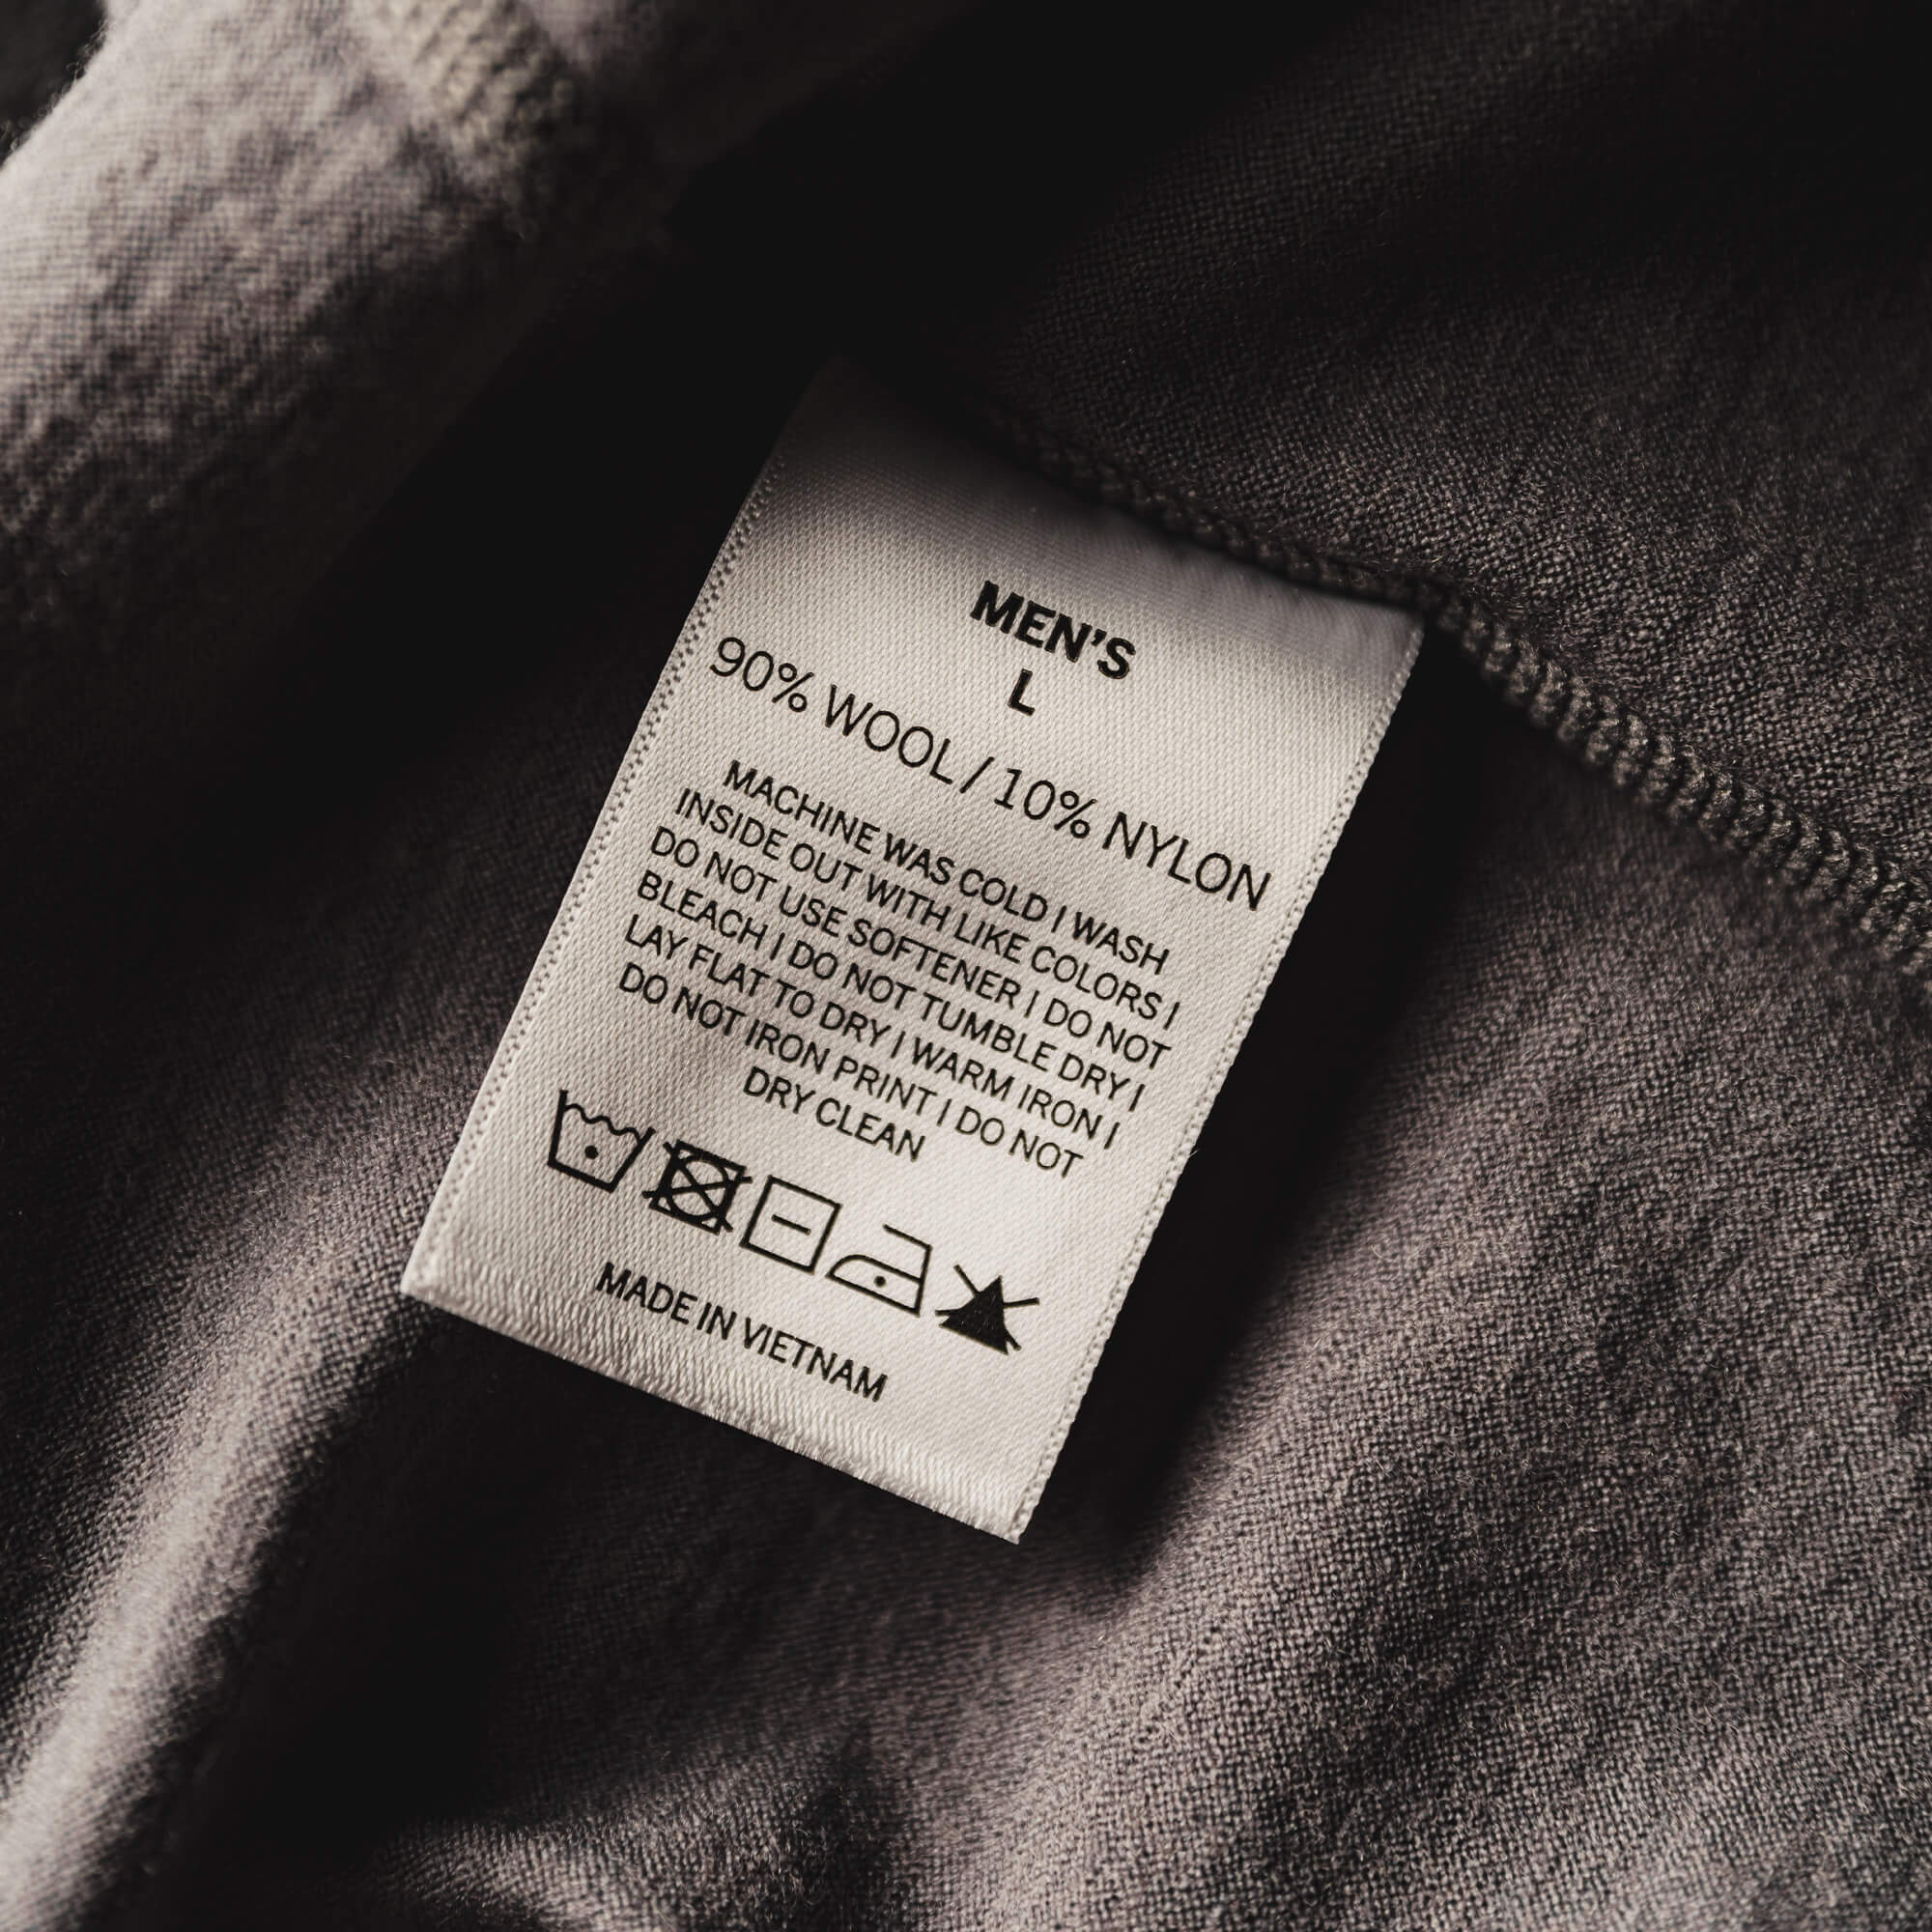 MEN'S
L
90% WOOL / 10% NYLON
MACHINE WAS COLD | WASH
INSIDE OUT WITH LIKE COLORS |
DO NOT USE SOFTENER | DO NOT
BLEACH | DO NOT TUMBLE DRY |
LAY FLAT TO DRY | WARM IRON |
DO NOT IRON PRINT | DO NOT
DRY CLEAN
MADE IN VIETNAM